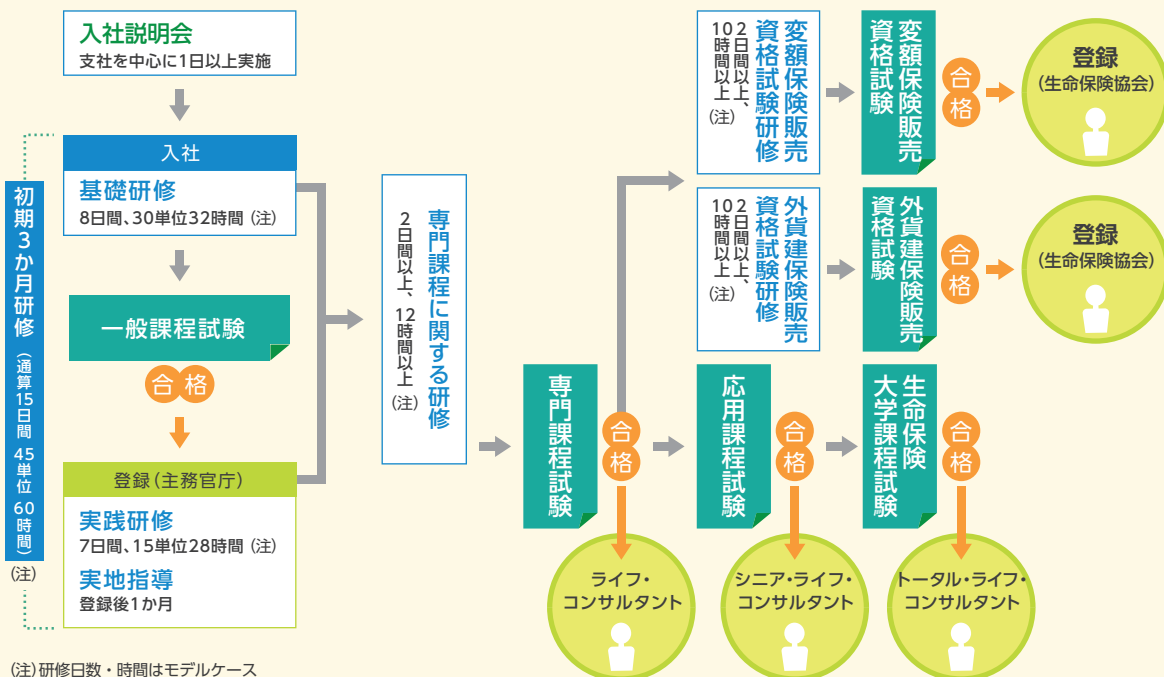 入社説明会
支社を中心に1日以上実施
初期3か月研修（通算15日間 45単位 60時間）
(注)
入社
基礎研修
8日間、30単位32時間（注）
一般課程試験
合格
登録（主務官庁）
実践研修
7日間、15単位28時間（注）
実地指導
登録後1か月
専門課程に関する研修
2日間以上、12時間以上（注）
専門課程試験
合格
ライフ・
コンサルタント
変額保険販売
資格試験研修
2日間以上、
10時間以上
（注）
変額保険販売
資格試験
合格
登録
（生命保険協会）
外貨建保険販売
資格試験研修
2日間以上、
10時間以上
（注）
外貨建保険販売
資格試験
合格
登録
（生命保険協会）
応用課程試験
合格
シニア・ライフ・
コンサルタント
生命保険
大学課程試験
合格
トータル・ライフ・
コンサルタント
(注)研修日数・時間はモデルケース